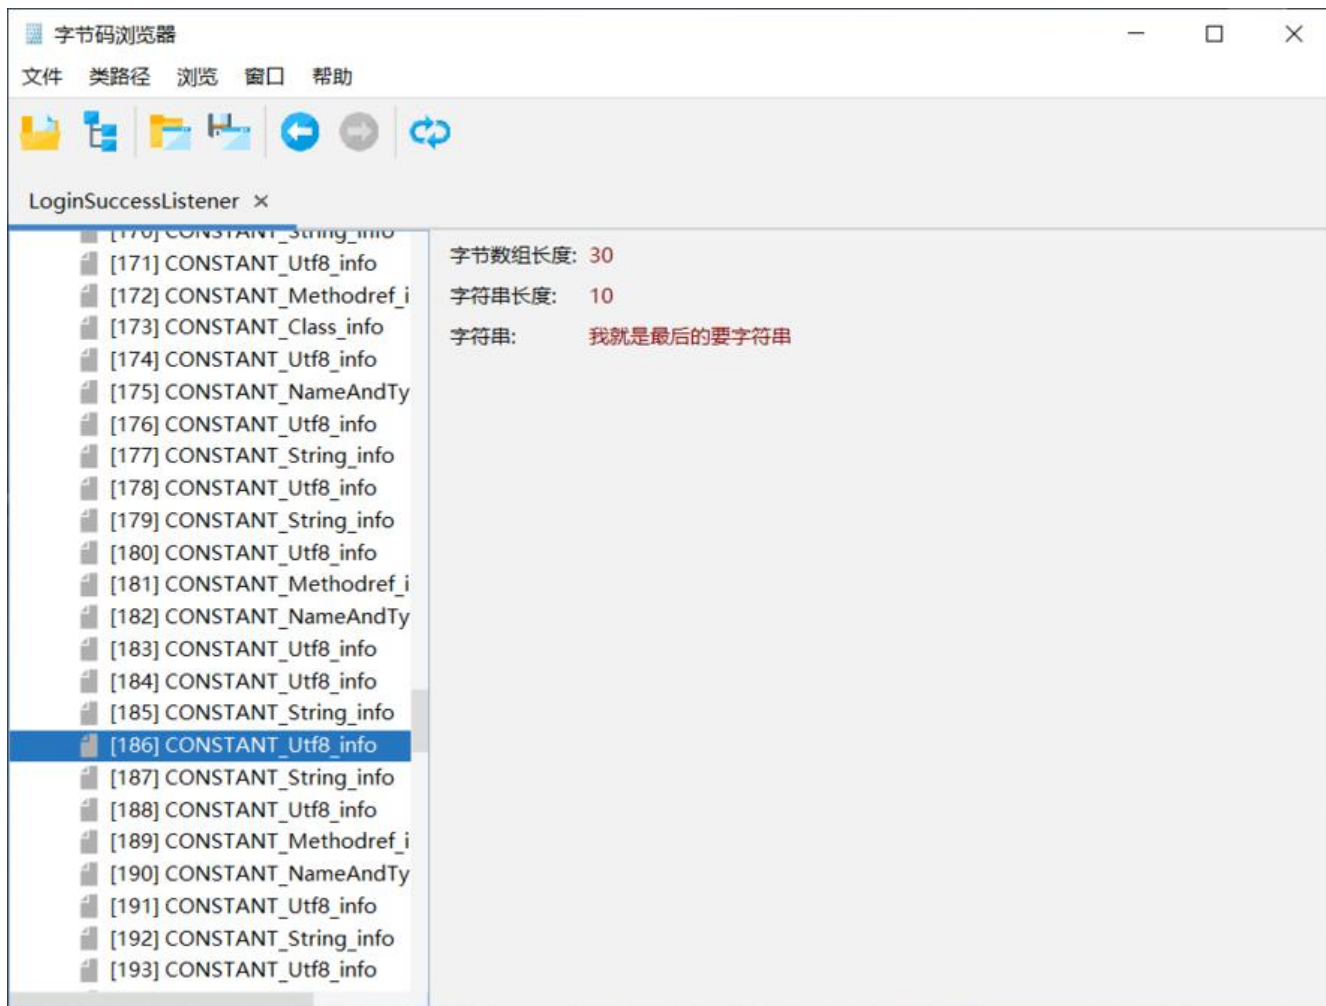 字节码浏览器
文件 类路径 浏览 窗口 帮助
LoginSuccessListener ×
[170] CONSTANT_String_info
[171] CONSTANT_Utf8_info
[172] CONSTANT_Methodref_i
[173] CONSTANT_Class_info
[174] CONSTANT_Utf8_info
[175] CONSTANT_NameAndTy
[176] CONSTANT_Utf8_info
[177] CONSTANT_String_info
[178] CONSTANT_Utf8_info
[179] CONSTANT_String_info
[180] CONSTANT_Utf8_info
[181] CONSTANT_Methodref_i
[182] CONSTANT_NameAndTy
[183] CONSTANT_Utf8_info
[184] CONSTANT_Utf8_info
[185] CONSTANT_String_info
[186] CONSTANT_Utf8_info
[187] CONSTANT_String_info
[188] CONSTANT_Utf8_info
[189] CONSTANT_Methodref_i
[190] CONSTANT_NameAndTy
[191] CONSTANT_Utf8_info
[192] CONSTANT_String_info
[193] CONSTANT_Utf8_info
字节数组长度: 30
字符串长度: 10
字符串: 我就是最后的要字符串